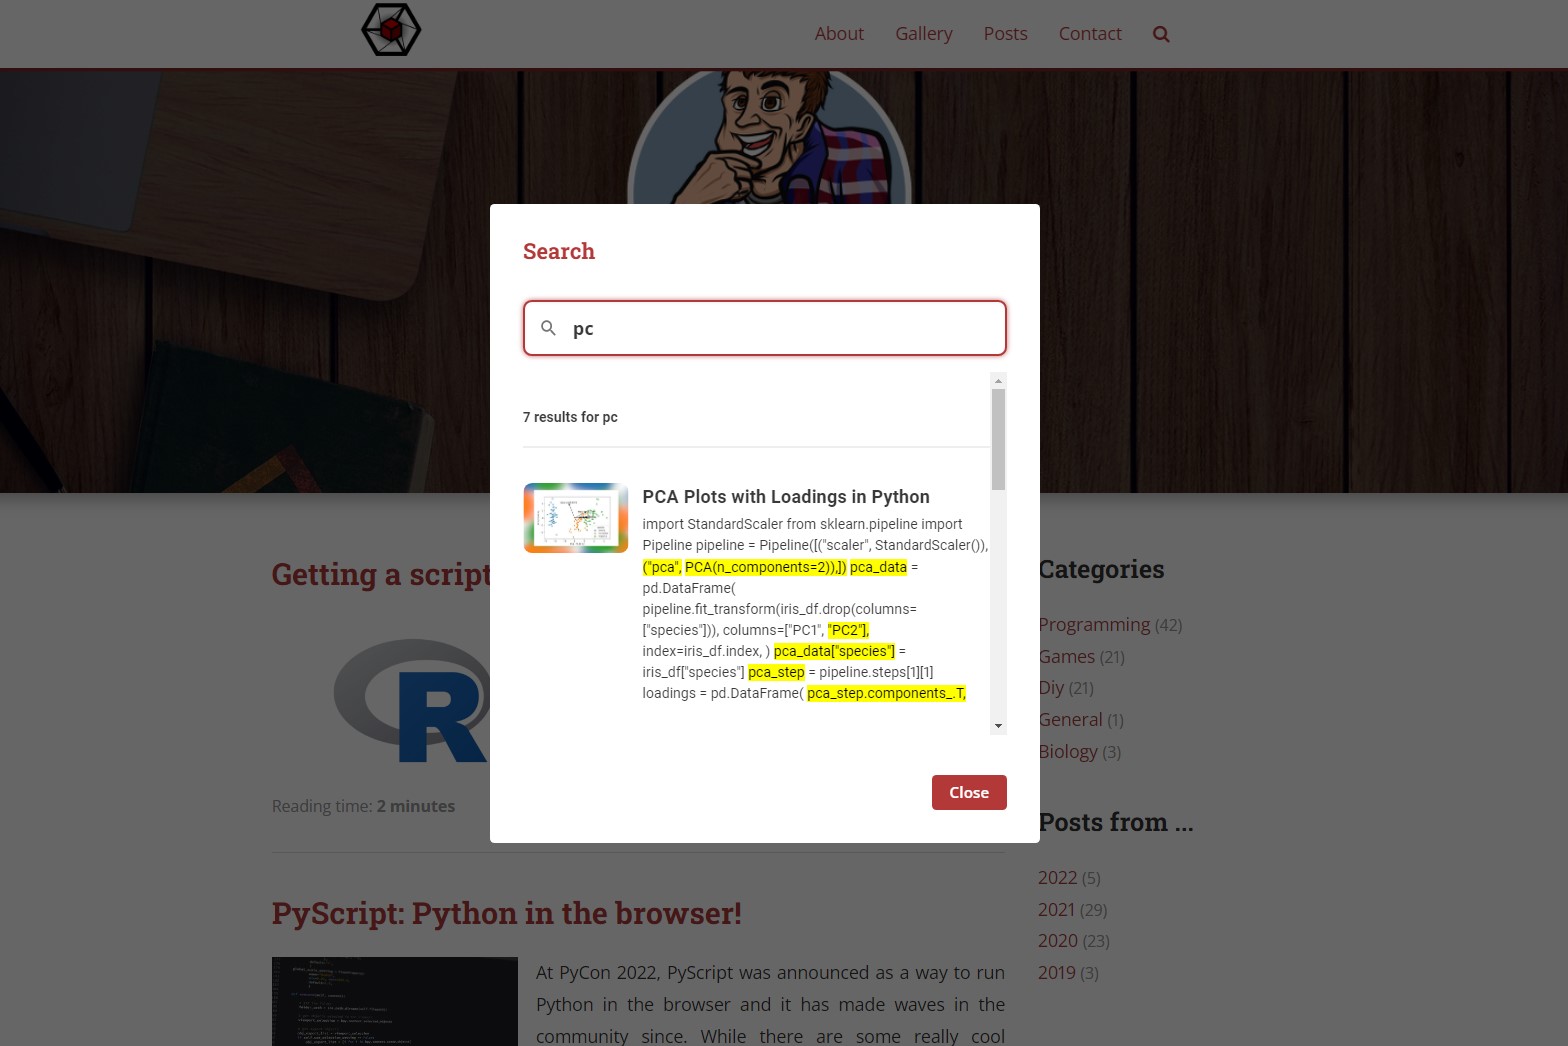 About
Gallery
Posts
Contact
Search
pc
7 results for pc
PCA Plots with Loadings in Python
import StandardScaler from sklearn.pipeline import
Pipeline pipeline = Pipeline([("scaler", StandardScaler()),
("pca", PCA(n_components=2)),]) pca_data =
pd.DataFrame(
pipeline.fit_transform(iris_df.drop(columns=
["species"])), columns=["PC1", "PC2"],
index=iris_df.index, ) pca_data["species"] =
iris_df["species"] pca_step = pipeline.steps[1][1]
loadings = pd.DataFrame( pca_step.components_.T,
Close
Getting a script
R
Reading time: 2 minutes
PyScript: Python in the browser!
At PyCon 2022, PyScript was announced as a way to run
Python in the browser and it has made waves in the
community since. While there are some really cool
Categories
Programming (42)
Games (21)
Diy (21)
General (1)
Biology (3)
Posts from ...
2022 (5)
2021 (29)
2020 (23)
2019 (3)